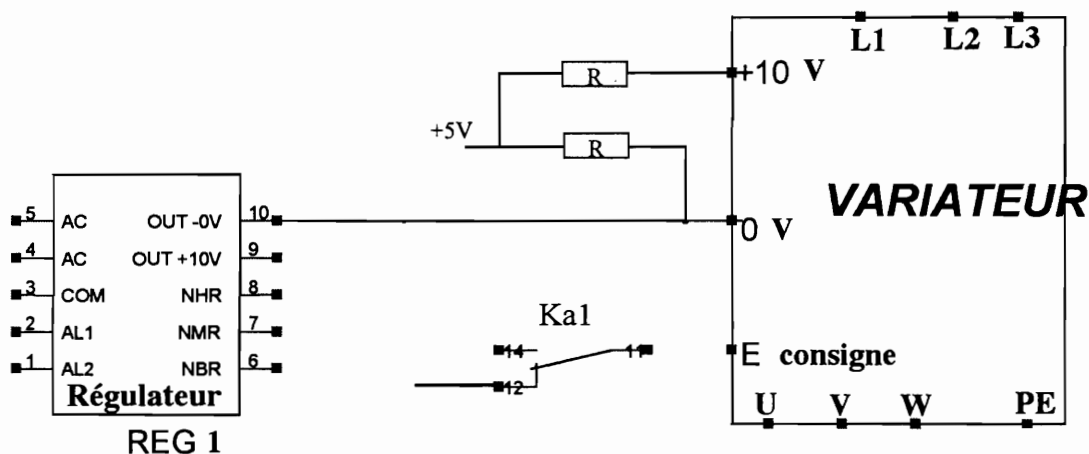 L1 L2 L3
R +10 V
+5V R
VARIATEUR
5 AC OUT -0V 10
0 V
4 AC OUT +10V 9
3 COM NHR 8
Ka1
2 AL1 NMR 7
14 11
E consigne
1 AL2 NBR 6
12
Régulateur
U V W PE
REG 1